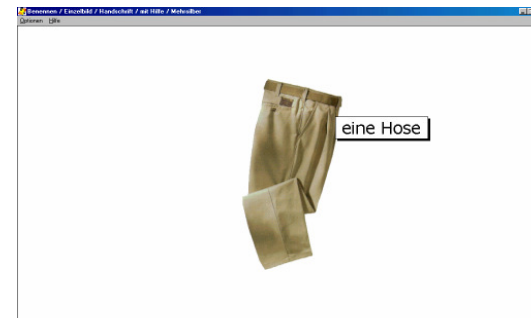 Benennen / Einzelbild / Handschrift / mit Hilfe / Mehrsilber
Optionen Hilfe
eine Hose